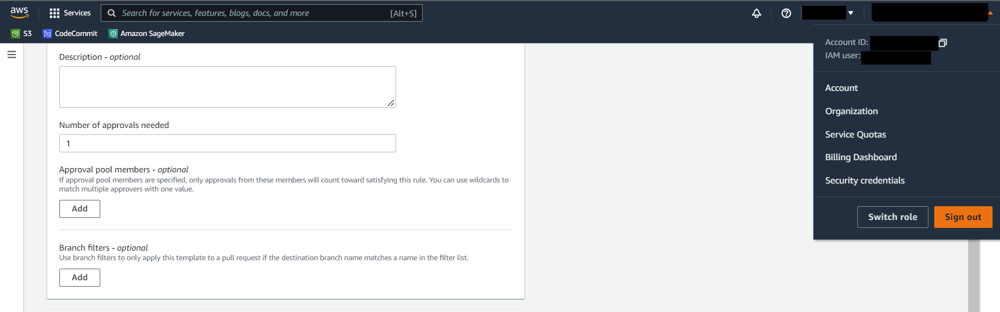 aws
Services
Search for services, features, blogs, docs, and more
[Alt+S]
S3
CodeCommit
Amazon SageMaker
Description - optional
Number of approvals needed
1
Approval pool members - optional
If approval pool members are specified, only approvals from these members will count toward satisfying this rule. You can use wildcards to
match multiple approvers with one value.
Add
Branch filters - optional
Use branch filters to only apply this template to a pull request if the destination branch name matches a name in the filter list.
Add
Account ID:
IAM user:
Account
Organization
Service Quotas
Billing Dashboard
Security credentials
Switch role
Sign out